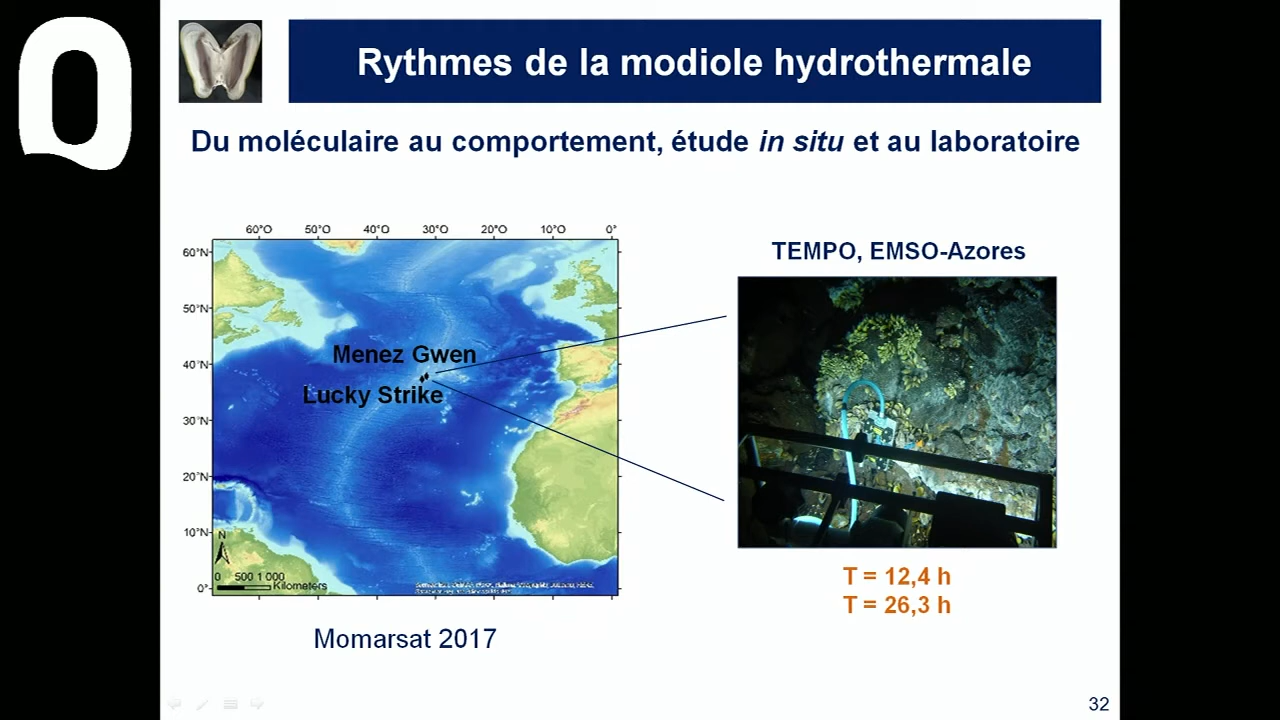 Rythmes de la modiole hydrothermale
Du moléculaire au comportement, étude in situ et au laboratoire
60°O 50°O 40°O 30°O 20°O 10°O 0°
60°N
50°N
40°N
30°N
20°N
10°N
0°
Menez Gwen
Lucky Strike
N
0 500 1 000
Kilometers
Momarsat 2017
TEMPO, EMSO-Azores
T = 12,4 h
T = 26,3 h
32